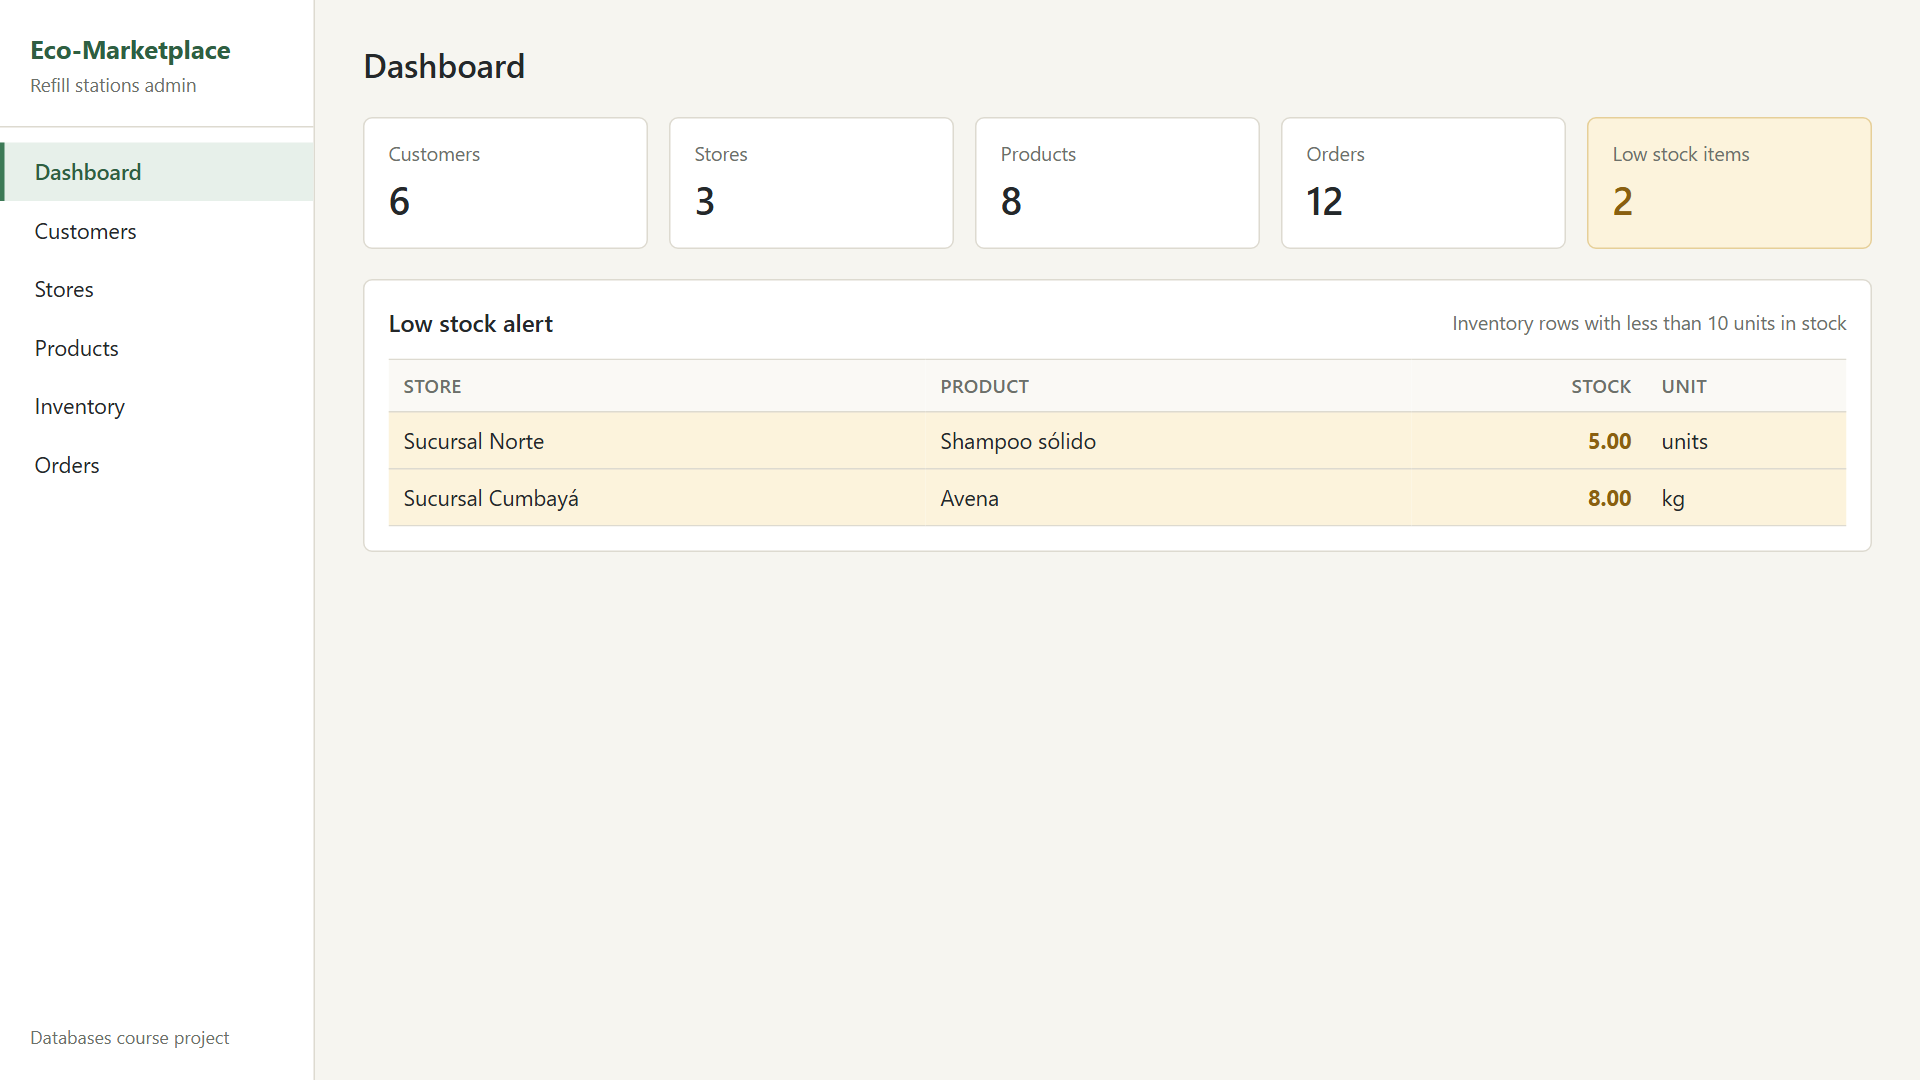 Eco-Marketplace
Refill stations admin
Dashboard
Customers
Stores
Products
Inventory
Orders
Databases course project
Dashboard
Customers
6
Stores
3
Products
8
Orders
12
Low stock items
2
Low stock alert
Inventory rows with less than 10 units in stock
STORE PRODUCT STOCK UNIT
Sucursal Norte Shampoo sólido 5.00 units
Sucursal Cumbayá Avena 8.00 kg